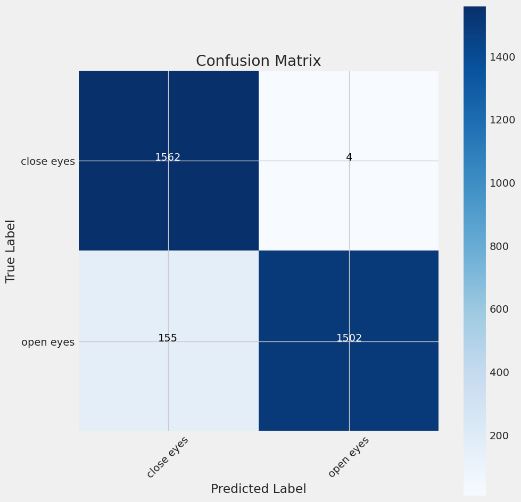 Confusion Matrix
1400
1200
1000
800
600
400
200
close eyes
1562
4
open eyes
155
1502
True Label
close eyes
open eyes
Predicted Label